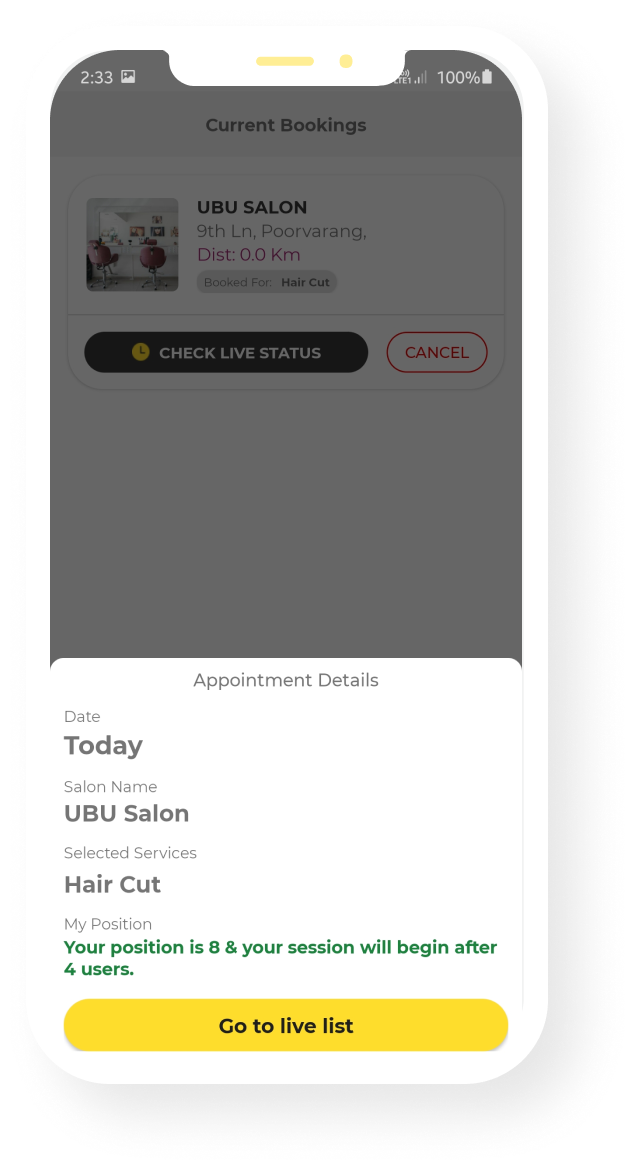 2:33 LTE1 100%
Current Bookings
UBU SALON
9th Ln, Poorvarang,
Dist: 0.0 Km
Booked For: Hair Cut
CHECK LIVE STATUS CANCEL
Appointment Details
Date
Today
Salon Name
UBU Salon
Selected Services
Hair Cut
My Position
Your position is 8 & your session will begin after
4 users.
Go to live list